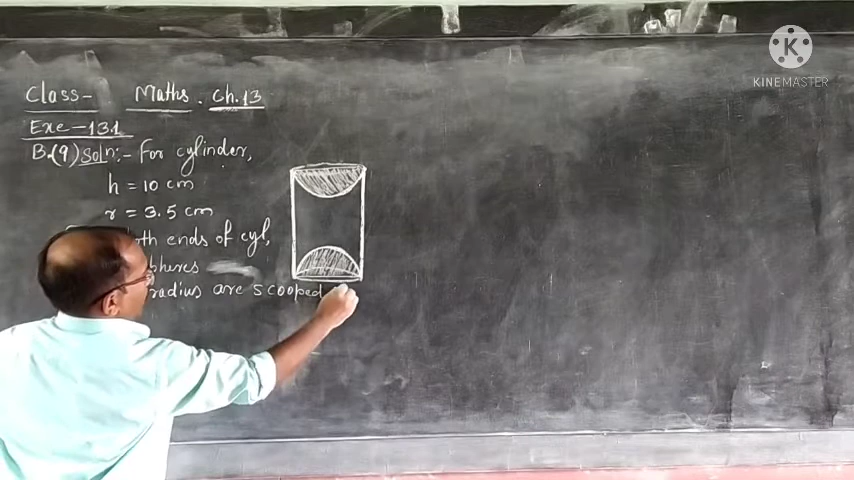 Class- Maths. Ch. 13
Exe-13.1
B.(9) Soln:- For cylinder,
h = 10 cm
r = 3.5 cm
ends of cyl,
radius are scooped
K
KINEMASTER